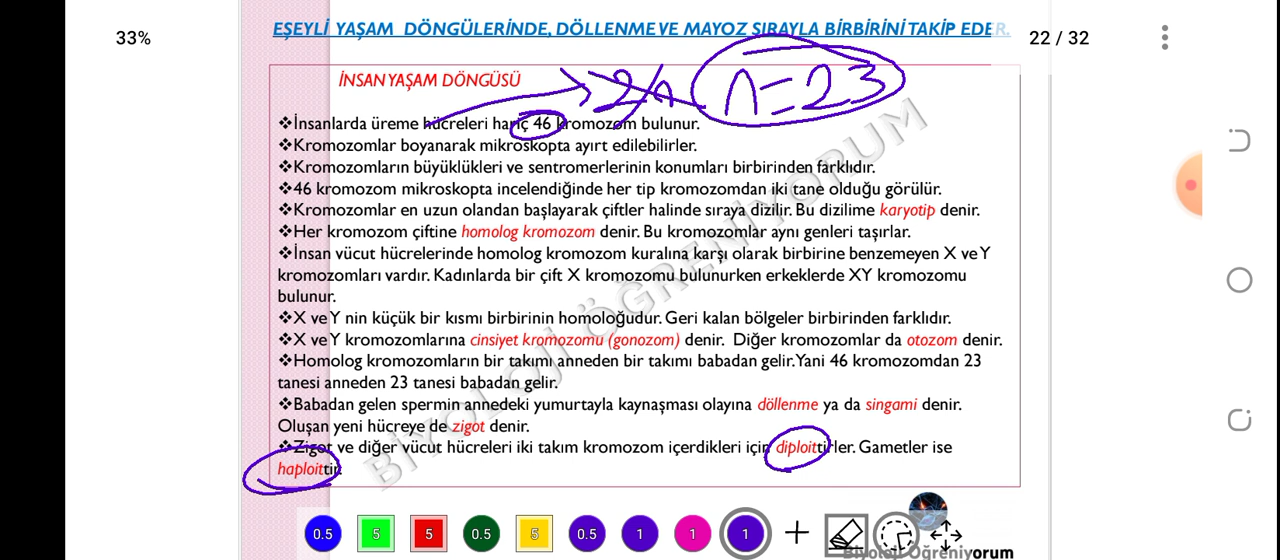 33%
EŞEYLİ YAŞAM DÖNGÜLERİNDE, DÖLLENME VE MAYOZ SIRAYLA BİRBİRİNİ TAKİP EDER.
22 / 32
İNSAN YAŞAM DÖNGÜSÜ
2n
n=23
❖İnsanlarda üreme hücreleri hariç 46 kromozom bulunur.
❖Kromozomlar boyanarak mikroskopta ayırt edilebilirler.
❖Kromozomların büyüklükleri ve sentromerlerinin konumları birbirinden farklıdır.
❖46 kromozom mikroskopta incelendiğinde her tip kromozomdan iki tane olduğu görülür.
❖Kromozomlar en uzun olandan başlayarak çiftler halinde sıraya dizilir. Bu dizilime karyotip denir.
❖Her kromozom çiftine homolog kromozom denir. Bu kromozomlar aynı genleri taşırlar.
❖İnsan vücut hücrelerinde homolog kromozom kuralına karşı olarak birbirine benzemeyen X ve Y
kromozomları vardır. Kadınlarda bir çift X kromozomu bulunurken erkeklerde XY kromozomu
bulunur.
❖X ve Y nin küçük bir kısmı birbirinin homoloğudur. Geri kalan bölgeler birbirinden farklıdır.
❖X ve Y kromozomlarına cinsiyet kromozomu (gonozom) denir. Diğer kromozomlar da otozom denir.
❖Homolog kromozomların bir takımı anneden bir takımı babadan gelir. Yani 46 kromozomdan 23
tanesi anneden 23 tanesi babadan gelir.
❖Babadan gelen spermin annedeki yumurtayla kaynaşması olayına döllenme ya da singami denir.
Oluşan yeni hücreye de zigot denir.
❖Zigot ve diğer vücut hücreleri iki takım kromozom içerdikleri için diploittirler. Gametler ise
haploittir.
BİYOLOJİ ÖĞRENİYORUM
0.5 5 5 0.5 5 0.5 1 1 1
Biyoloji Öğreniyorum